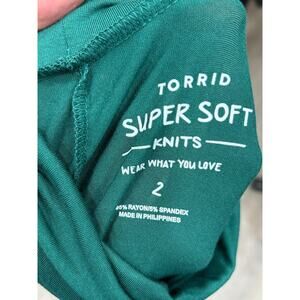 TORRID
SUPER SOFT
KNITS
WEAR WHAT YOU LOVE
2
95% RAYON/5% SPANDEX
MADE IN PHILIPPINES